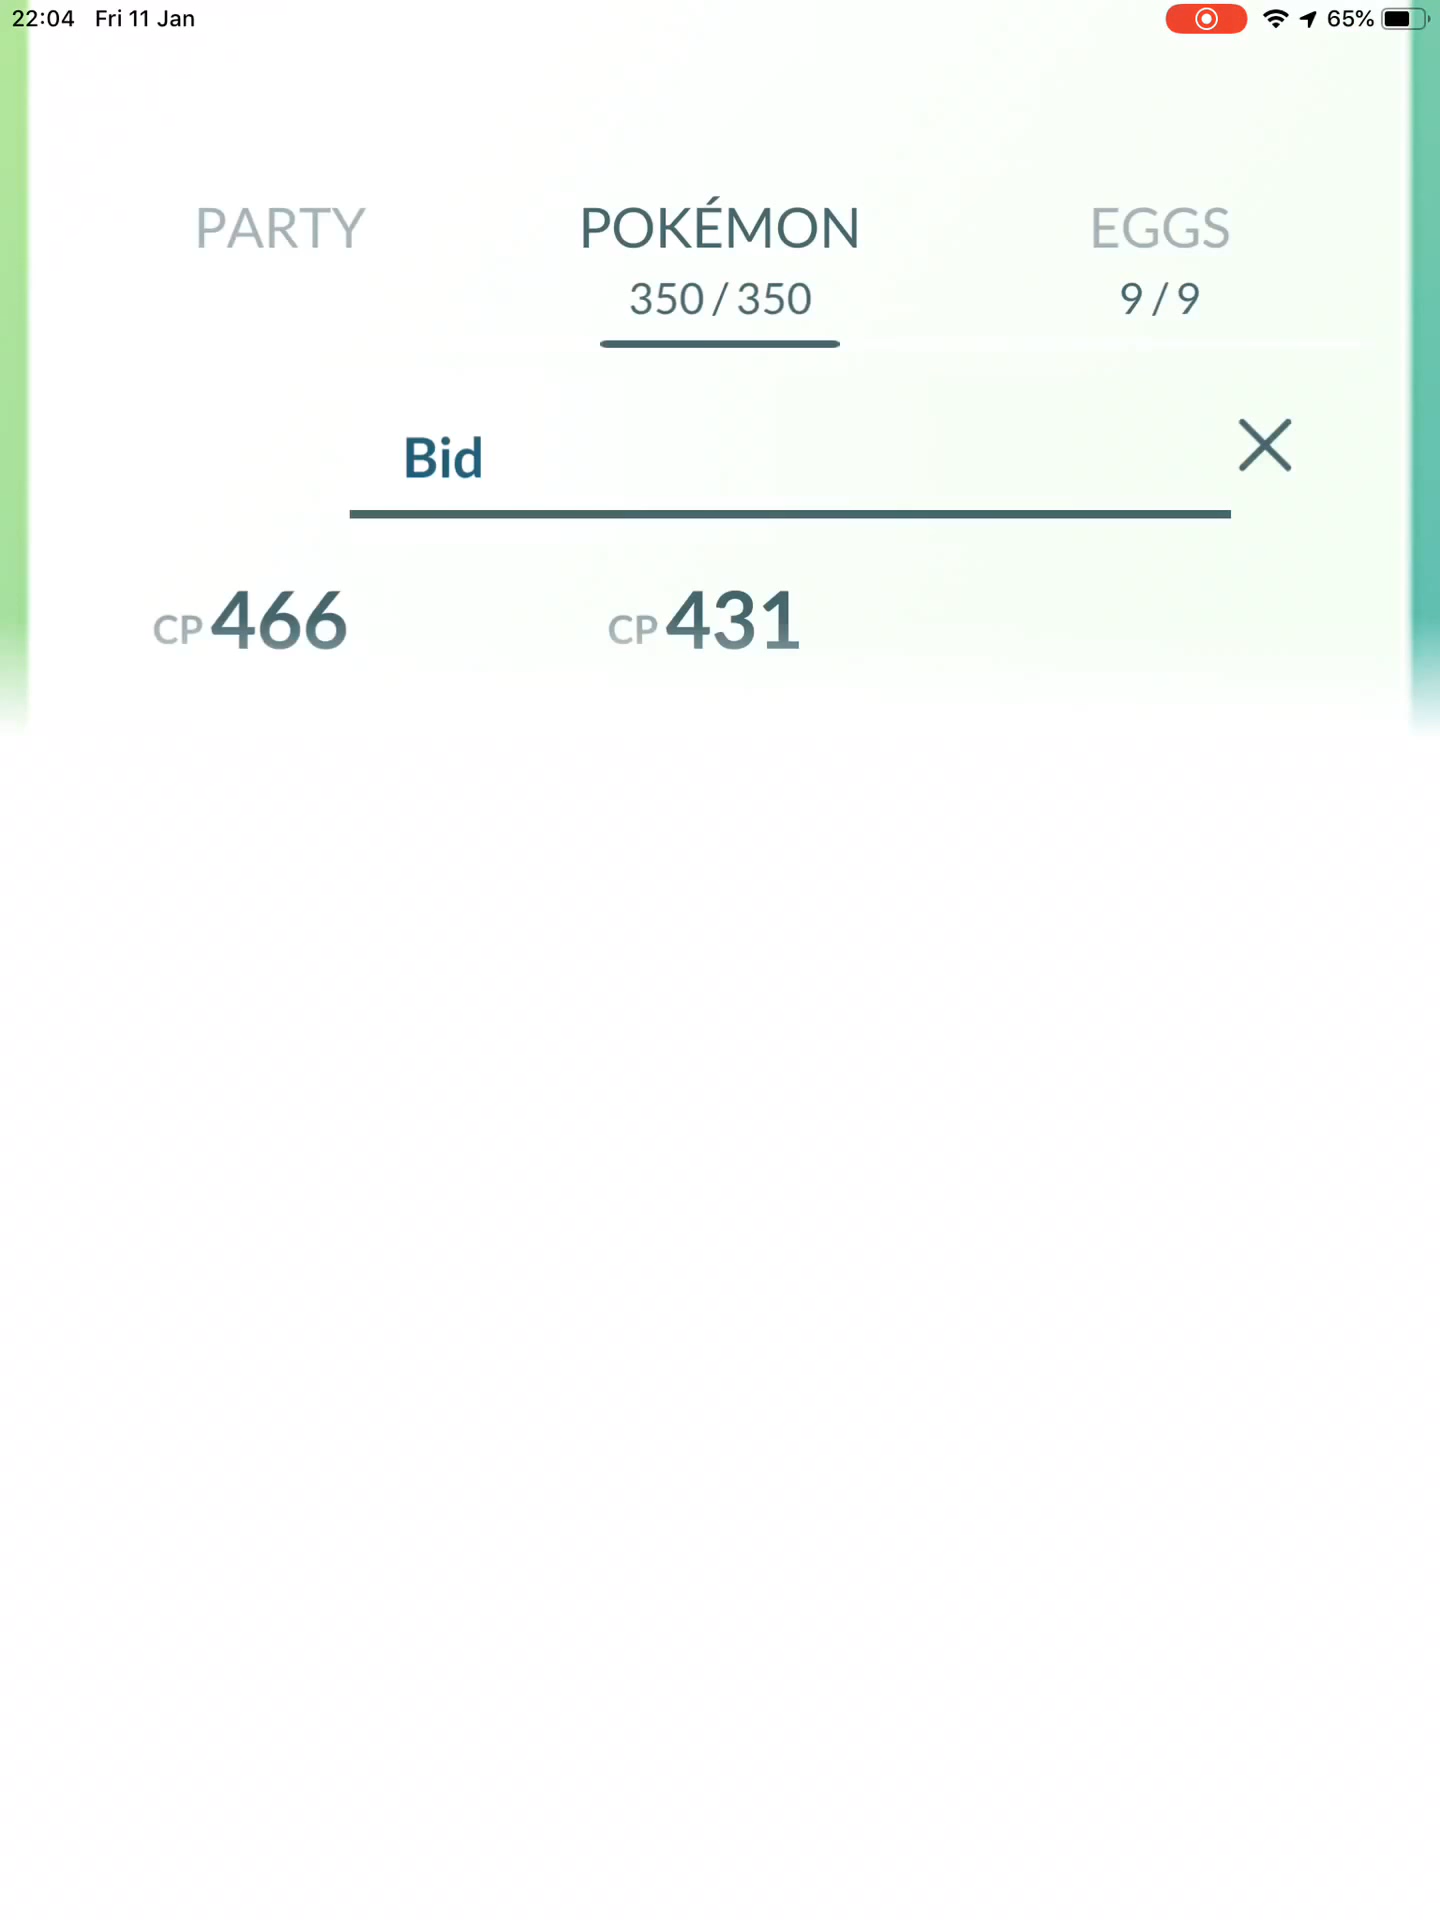 22:04 Fri 11 Jan 65%
PARTY POKÉMON EGGS
350 / 350 9 / 9
Bid
CP 466 CP 431